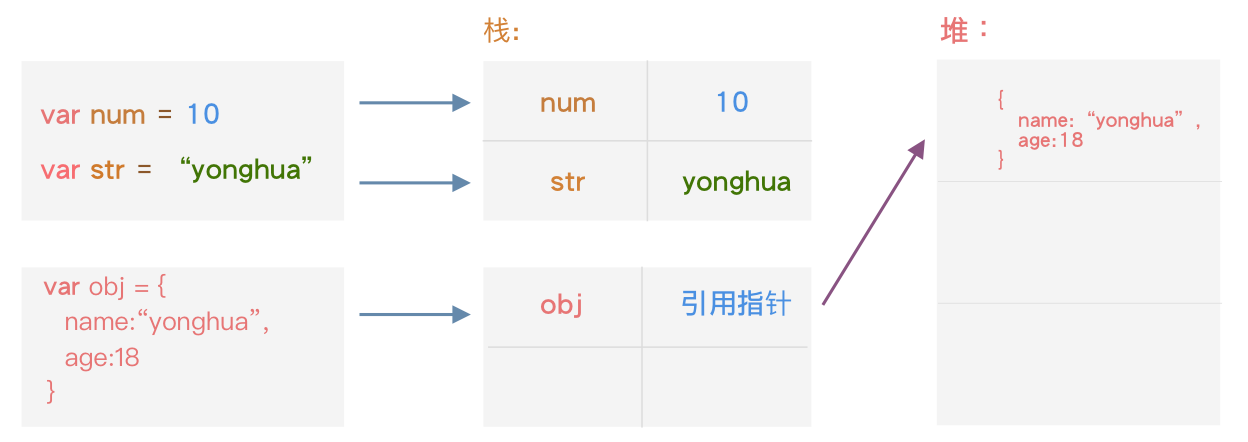 栈:
堆：
var num = 10
var str = “yonghua”
num 10
str yonghua
{
name: “yonghua” ,
age:18
}
var obj = {
name:“yonghua”,
age:18
}
obj 引用指针